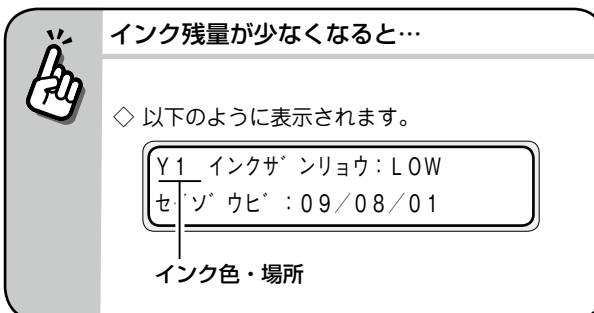 インク残量が少なくなると…
◇ 以下のように表示されます。
Y1 インクザンリョウ:LOW
セイゾウビ:09/08/01
インク色・場所